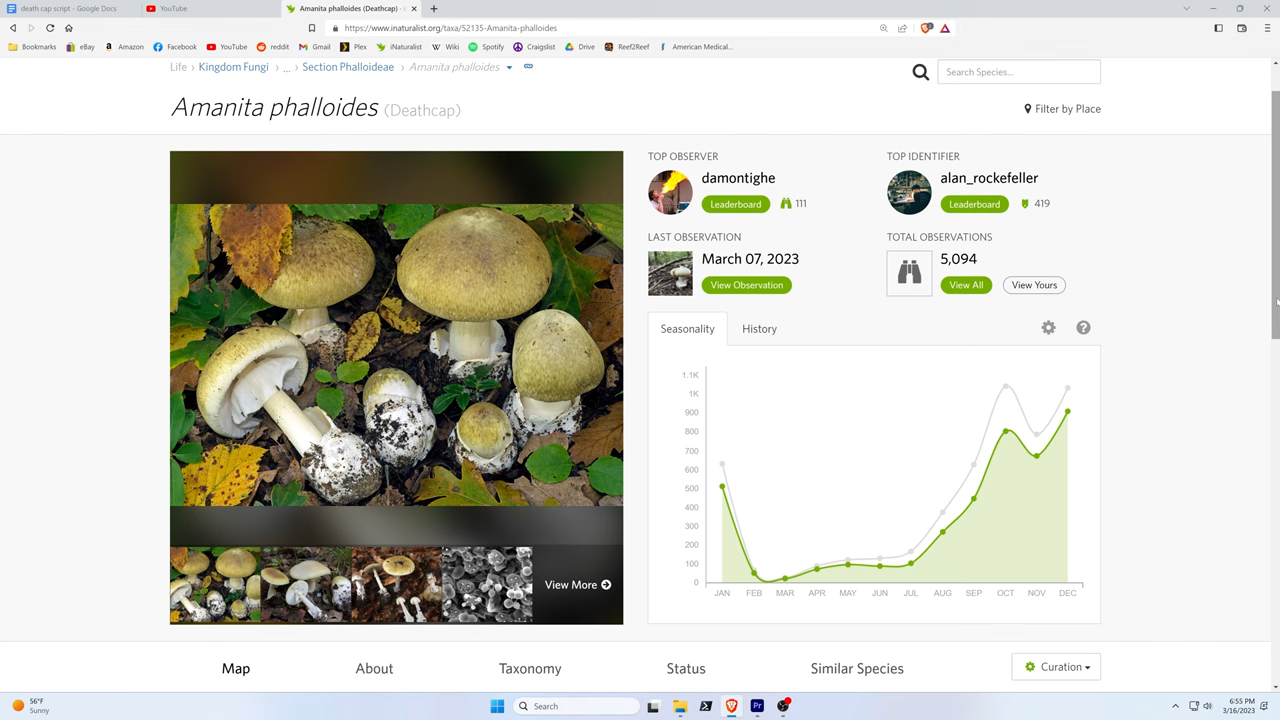 death cap script - Google Docs
YouTube
Amanita phalloides (Deathcap) -
https://www.inaturalist.org/taxa/52135-Amanita-phalloides
Bookmarks eBay Amazon Facebook YouTube reddit Gmail Plex iNaturalist Wiki Spotify Craigslist Drive Reef2Reef American Medical...
Life › Kingdom Fungi › ... › Section Phalloideae › Amanita phalloides
Search Species...
Amanita phalloides (Deathcap)
Filter by Place
TOP OBSERVER
damontighe
Leaderboard 111
TOP IDENTIFIER
alan_rockefeller
Leaderboard 419
LAST OBSERVATION
March 07, 2023
View Observation
TOTAL OBSERVATIONS
5,094
View All View Yours
Seasonality History
1.1K
1K
900
800
700
600
500
400
300
200
100
0
JAN FEB MAR APR MAY JUN JUL AUG SEP OCT NOV DEC
View More
Map About Taxonomy Status Similar Species Curation
56°F
Sunny
Search
6:55 PM
3/16/2023